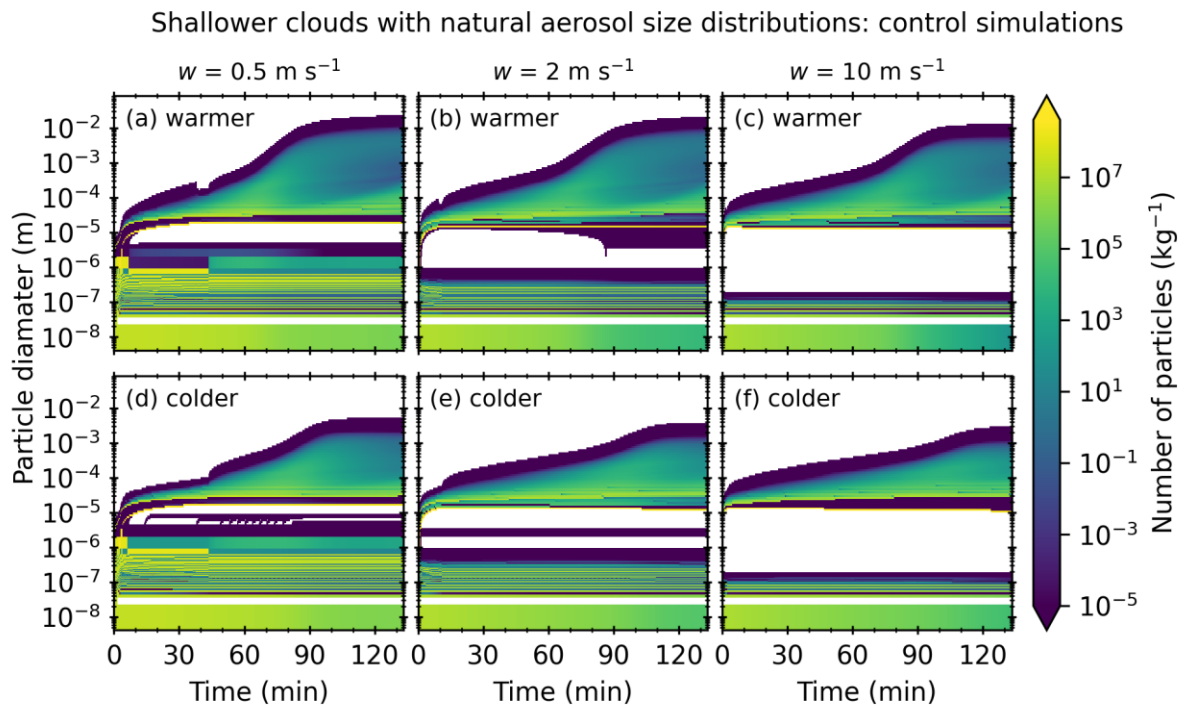 Shallower clouds with natural aerosol size distributions: control simulations
w = 0.5 m s⁻¹
w = 2 m s⁻¹
w = 10 m s⁻¹
(a) warmer
(b) warmer
(c) warmer
10⁻²
10⁻³
10⁻⁴
10⁻⁵
10⁻⁶
10⁻⁷
10⁻⁸
(d) colder
(e) colder
(f) colder
10⁻²
10⁻³
10⁻⁴
10⁻⁵
10⁻⁶
10⁻⁷
10⁻⁸
Particle diamater (m)
0 30 60 90 120
0 30 60 90 120
0 30 60 90 120
Time (min)
Time (min)
Time (min)
10⁷
10⁵
10³
10¹
10⁻¹
10⁻³
10⁻⁵
Number of particles (kg⁻¹)